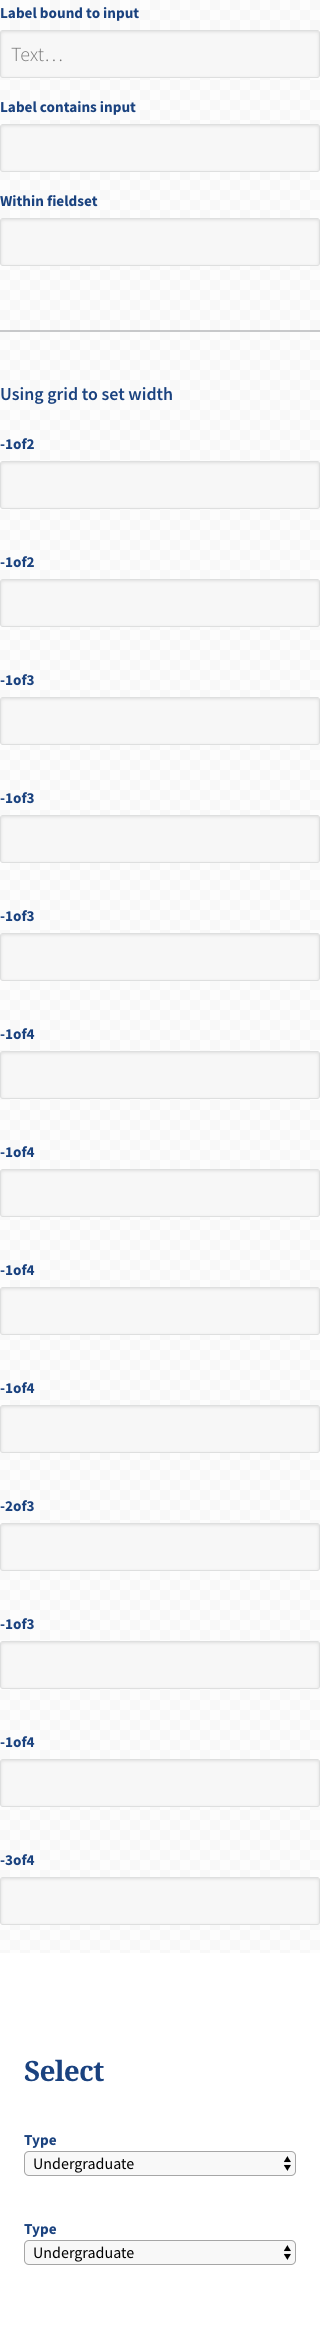 Label bound to input
Text…
Label contains input
Within fieldset
Using grid to set width
-1of2
-1of2
-1of3
-1of3
-1of3
-1of4
-1of4
-1of4
-1of4
-2of3
-1of3
-1of4
-3of4
Select
Type
Undergraduate
Type
Undergraduate